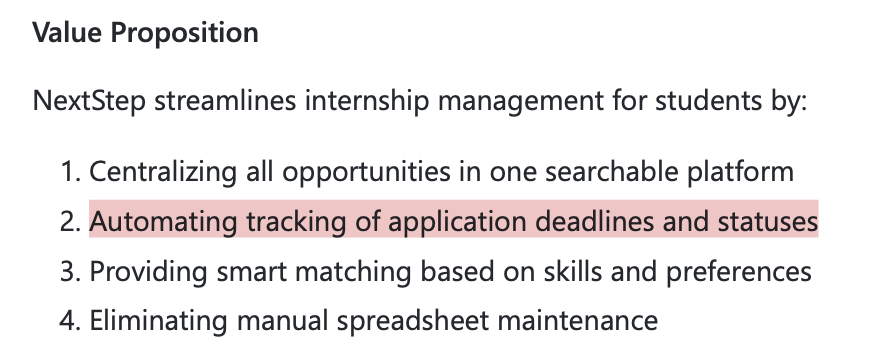 Value Proposition
NextStep streamlines internship management for students by:
1. Centralizing all opportunities in one searchable platform
2. Automating tracking of application deadlines and statuses
3. Providing smart matching based on skills and preferences
4. Eliminating manual spreadsheet maintenance